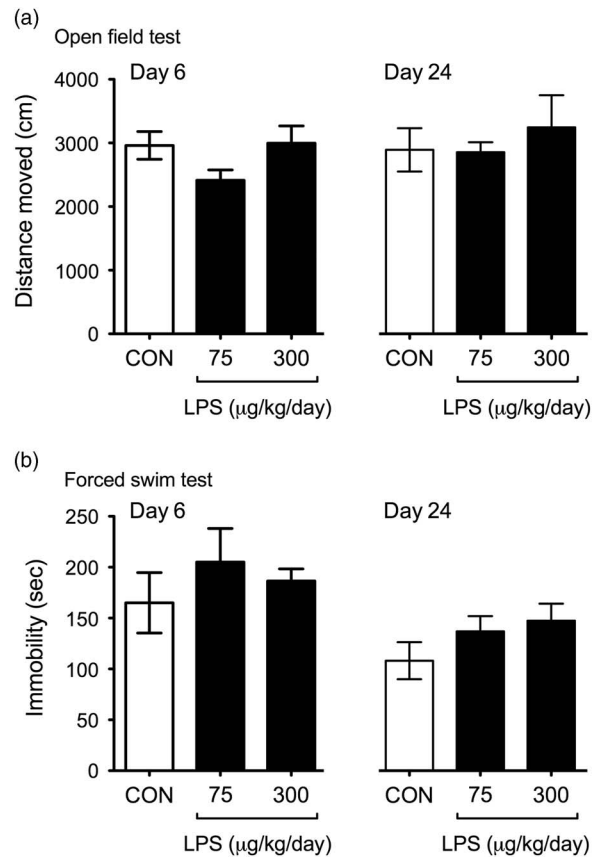 (a)
Open field test
Day 6
Day 24
Distance moved (cm)
4000
3000
2000
1000
0
CON
75
300
CON
75
300
LPS (μg/kg/day)
LPS (μg/kg/day)
(b)
Forced swim test
Day 6
Day 24
Immobility (sec)
250
200
150
100
50
0
CON
75
300
CON
75
300
LPS (μg/kg/day)
LPS (μg/kg/day)